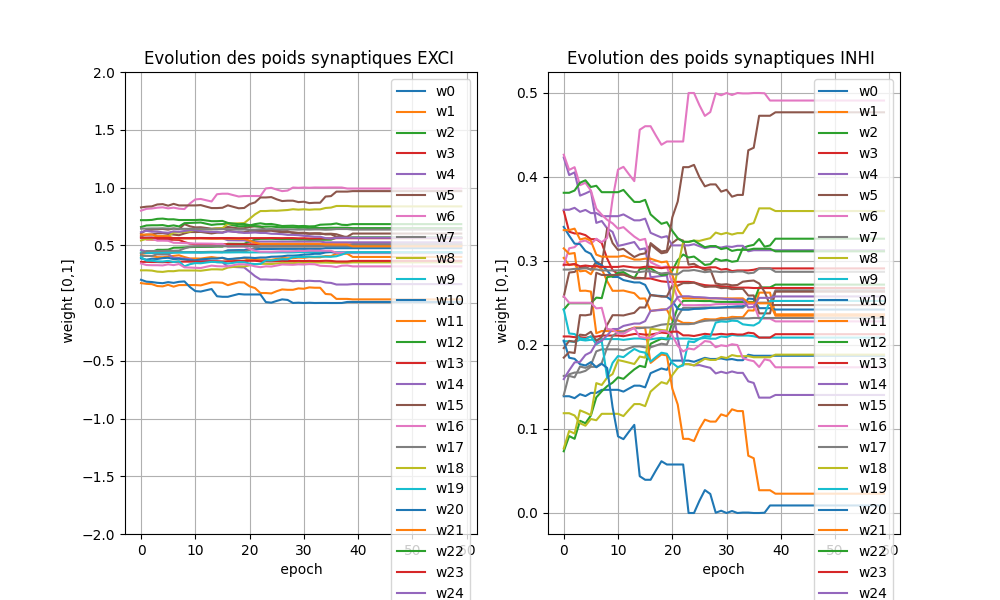 Evolution des poids synaptiques EXCI
weight [0,1]
2.0
1.5
1.0
0.5
0.0
−0.5
−1.0
−1.5
−2.0
0
10
20
30
40
50
60
epoch
w0
w1
w2
w3
w4
w5
w6
w7
w8
w9
w10
w11
w12
w13
w14
w15
w16
w17
w18
w19
w20
w21
w22
w23
w24
Evolution des poids synaptiques INHI
weight [0,1]
0.5
0.4
0.3
0.2
0.1
0.0
0
10
20
30
40
50
60
epoch
w0
w1
w2
w3
w4
w5
w6
w7
w8
w9
w10
w11
w12
w13
w14
w15
w16
w17
w18
w19
w20
w21
w22
w23
w24